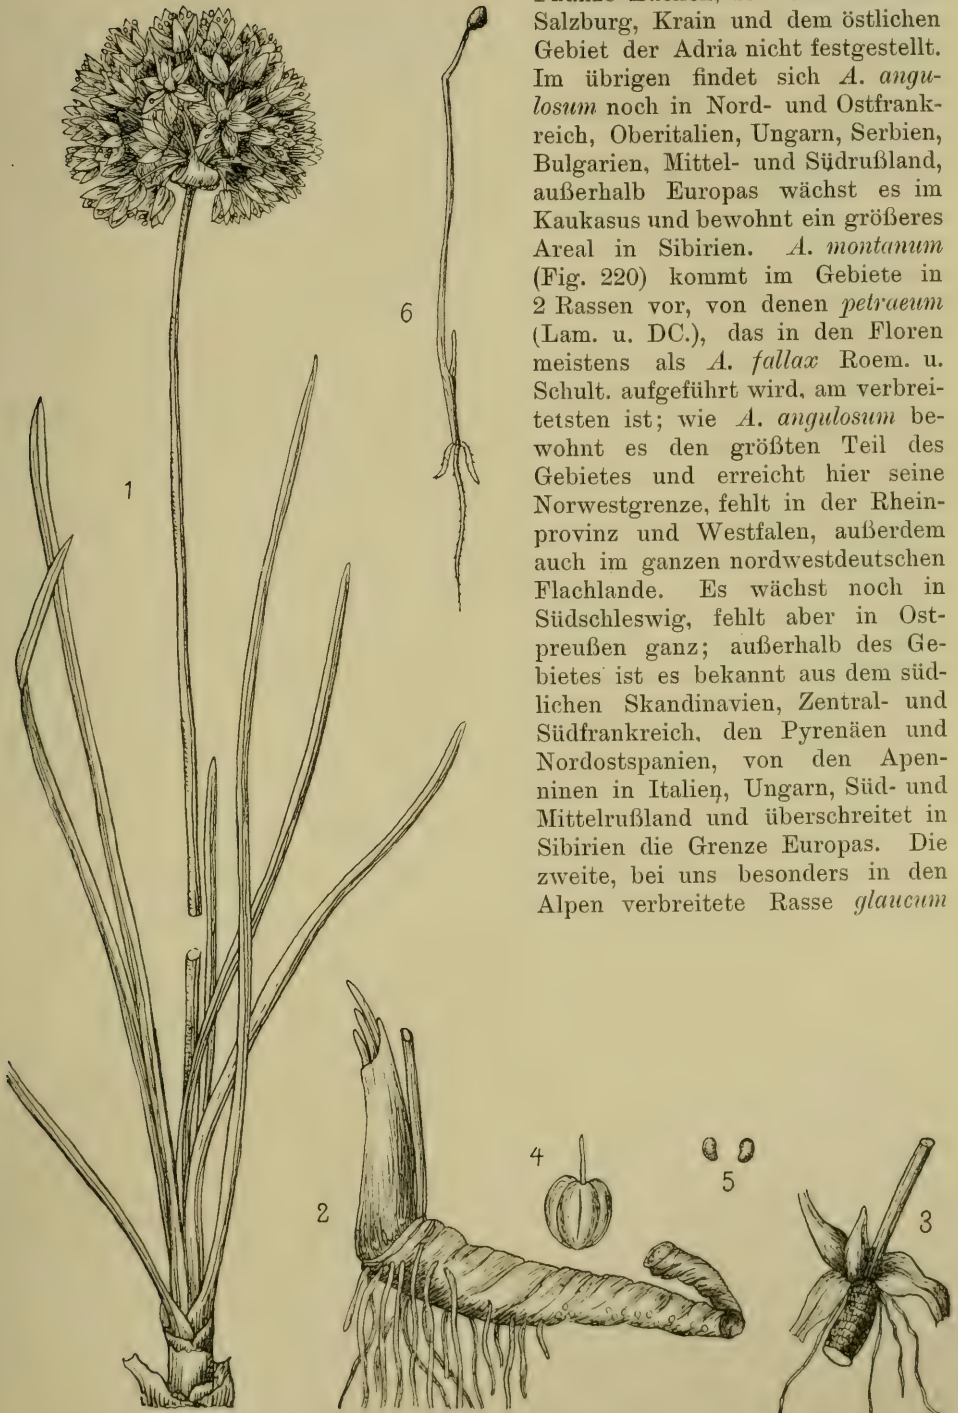 Salzburg, Krain und dem östlichen
Gebiet der Adria nicht festgestellt.
Im übrigen findet sich A. angu-
losum noch in Nord- und Ostfrank-
reich, Oberitalien, Ungarn, Serbien,
Bulgarien, Mittel- und Südrußland,
außerhalb Europas wächst es im
Kaukasus und bewohnt ein größeres
Areal in Sibirien. A. montanum
(Fig. 220) kommt im Gebiete in
2 Rassen vor, von denen petraeum
(Lam. u. DC.), das in den Floren
meistens als A. fallax Roem. u.
Schult. aufgeführt wird, am verbrei-
tetsten ist; wie A. angulosum be-
wohnt es den größten Teil des
Gebietes und erreicht hier seine
Norwestgrenze, fehlt in der Rhein-
provinz und Westfalen, außerdem
auch im ganzen nordwestdeutschen
Flachlande. Es wächst noch in
Südschleswig, fehlt aber in Ost-
preußen ganz; außerhalb des Ge-
bietes ist es bekannt aus dem süd-
lichen Skandinavien, Zentral- und
Südfrankreich, den Pyrenäen und
Nordostspanien, von den Apen-
ninen in Italien, Ungarn, Süd- und
Mittelrußland und überschreitet in
Sibirien die Grenze Europas. Die
zweite, bei uns besonders in den
Alpen verbreitete Rasse glaucum
6
1
2
4
5
3